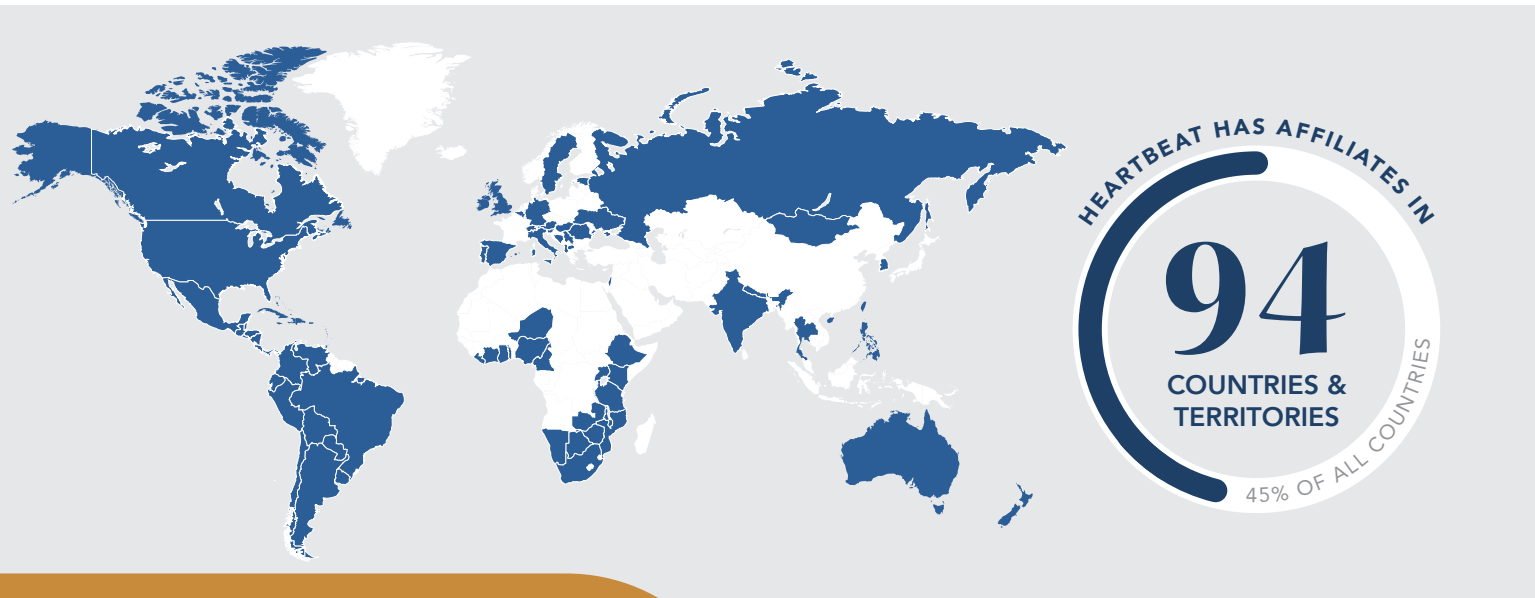 HEARTBEAT HAS AFFILIATES IN
94
COUNTRIES &
TERRITORIES
45% OF ALL COUNTRIES